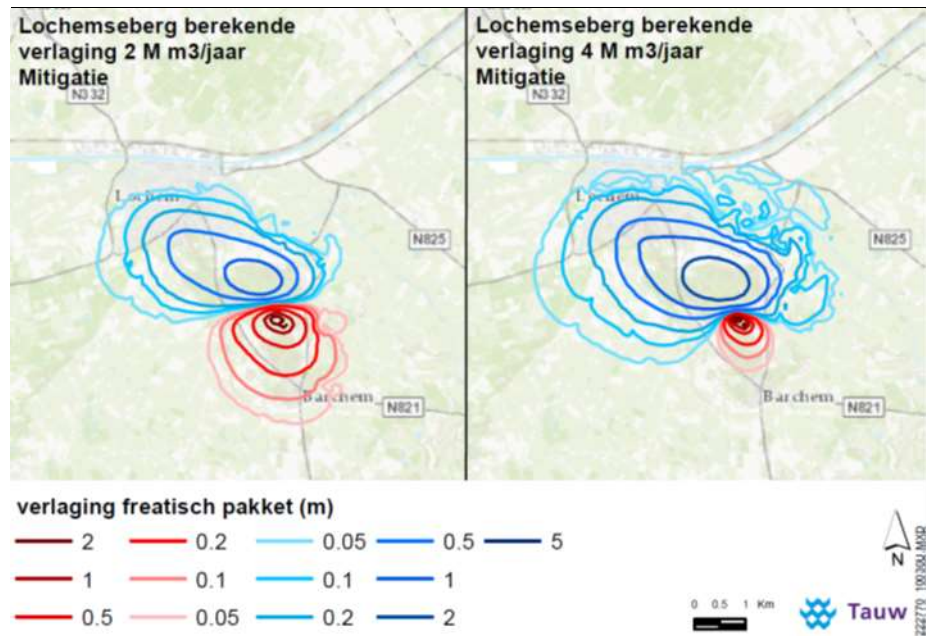 Lochemseberg berekende
verlaging 2 M m3/jaar
Mitigatie
N332
Lochem
N825
Barchem
N821
Lochemseberg berekende
verlaging 4 M m3/jaar
Mitigatie
N332
Lochem
N825
Barchem
N821
verlaging freatisch pakket (m)
2 0.2 0.05 0.5 5
1 0.1 0.1 1
0.5 0.05 0.2 2
0 0.5 1 Km
N
Tauw